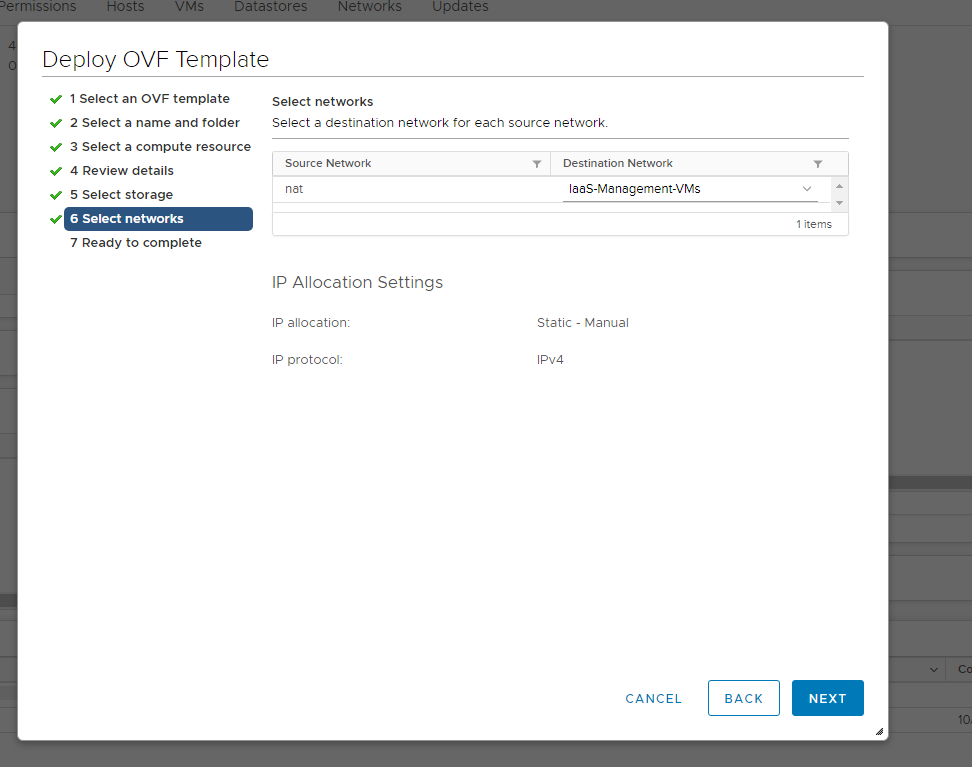 Permissions Hosts VMs Datastores Networks Updates
Deploy OVF Template
1 Select an OVF template
2 Select a name and folder
3 Select a compute resource
4 Review details
5 Select storage
6 Select networks
7 Ready to complete
Select networks
Select a destination network for each source network.
Source Network Destination Network
nat IaaS-Management-VMs
1 items
IP Allocation Settings
IP allocation: Static - Manual
IP protocol: IPv4
CANCEL BACK NEXT